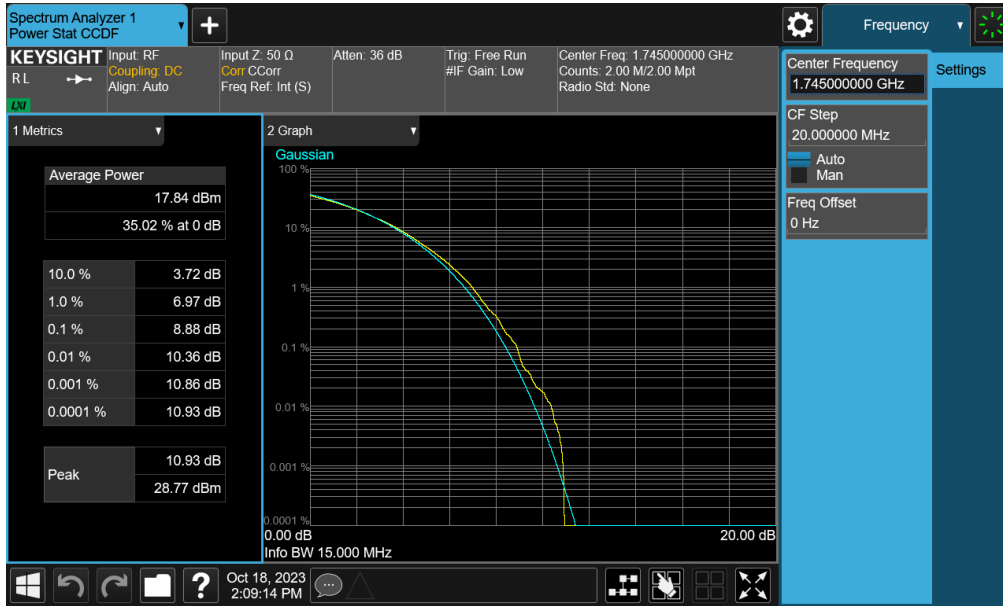 Spectrum Analyzer 1
Power Stat CCDF
Frequency
KEYSIGHT
R L
LXI
Input: RF
Coupling: DC
Align: Auto
Input Z: 50 Ω
Corr CCorr
Freq Ref: Int (S)
Atten: 36 dB
Trig: Free Run
#IF Gain: Low
Center Freq: 1.745000000 GHz
Counts: 2.00 M/2.00 Mpt
Radio Std: None
Center Frequency
1.745000000 GHz
Settings
CF Step
20.000000 MHz
Auto
Man
Freq Offset
0 Hz
1 Metrics
Average Power
17.84 dBm
35.02 % at 0 dB
10.0 % 3.72 dB
1.0 % 6.97 dB
0.1 % 8.88 dB
0.01 % 10.36 dB
0.001 % 10.86 dB
0.0001 % 10.93 dB
Peak 10.93 dB
28.77 dBm
2 Graph
Gaussian
100 %
10 %
1 %
0.1 %
0.01 %
0.001 %
0.0001 %
0.00 dB 20.00 dB
Info BW 15.000 MHz
?
Oct 18, 2023
2:09:14 PM